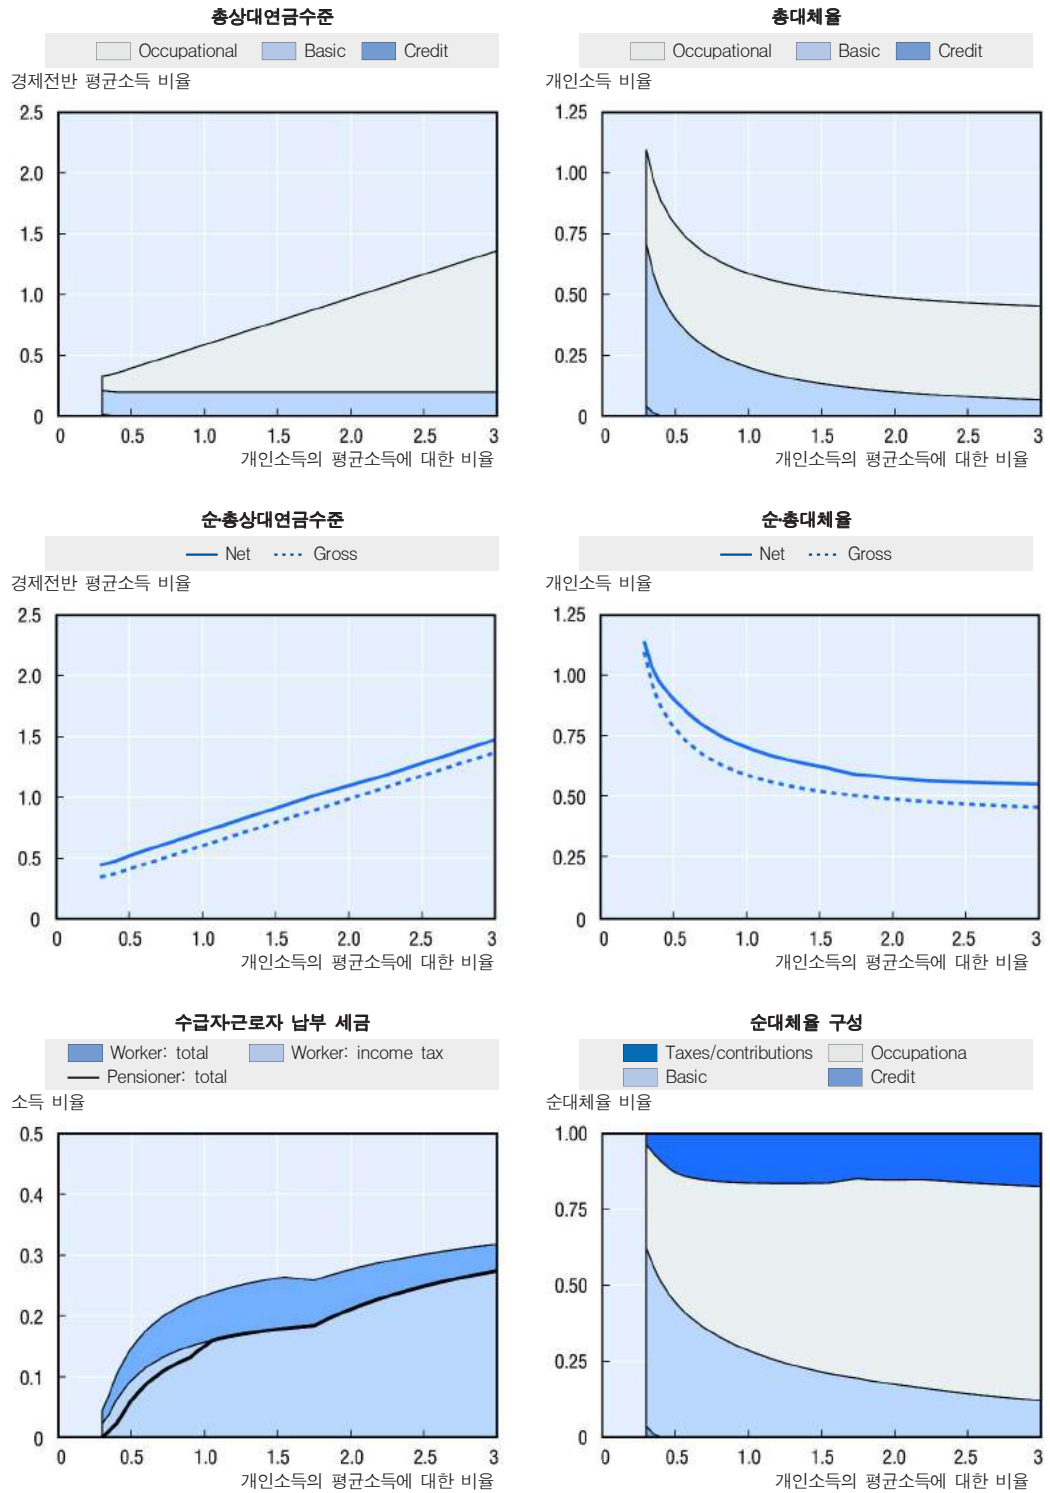 총상대연금수준
Occupational Basic Credit
경제전반 평균소득 비율
2.5
2.0
1.5
1.0
0.5
0
0 0.5 1.0 1.5 2.0 2.5 3
개인소득의 평균소득에 대한 비율
총대체율
Occupational Basic Credit
개인소득 비율
1.25
1.00
0.75
0.50
0.25
0
0 0.5 1.0 1.5 2.0 2.5 3
개인소득의 평균소득에 대한 비율
순·총상대연금수준
Net Gross
경제전반 평균소득 비율
2.5
2.0
1.5
1.0
0.5
0
0 0.5 1.0 1.5 2.0 2.5 3
개인소득의 평균소득에 대한 비율
순·총대체율
Net Gross
개인소득 비율
1.25
1.00
0.75
0.50
0.25
0
0 0.5 1.0 1.5 2.0 2.5 3
개인소득의 평균소득에 대한 비율
수급자·근로자 납부 세금
Worker: total Worker: income tax
Pensioner: total
소득 비율
0.5
0.4
0.3
0.2
0.1
0
0 0.5 1.0 1.5 2.0 2.5 3
개인소득의 평균소득에 대한 비율
순대체율 구성
Taxes/contributions Occupationa
Basic Credit
순대체율 비율
1.00
0.75
0.50
0.25
0
0 0.5 1.0 1.5 2.0 2.5 3
개인소득의 평균소득에 대한 비율